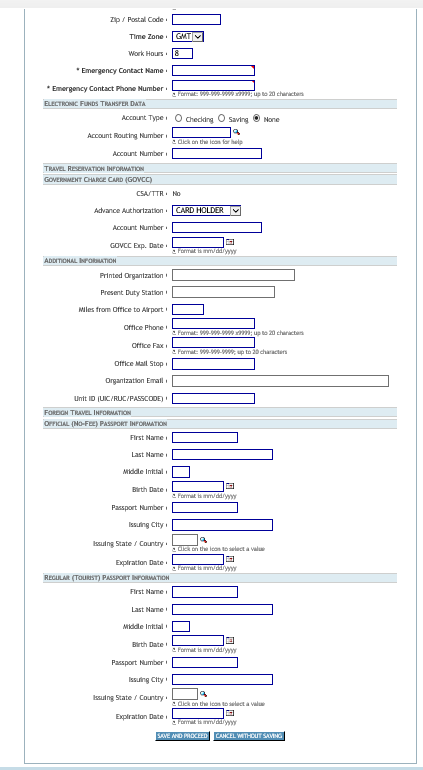 Zip / Postal Code
Time Zone GMT
Work Hours 8
* Emergency Contact Name
* Emergency Contact Phone Number
Format: 999-999-9999 x9999; up to 20 characters
ELECTRONIC FUNDS TRANSFER DATA
Account Type Checking Saving None
Account Routing Number
Click on the icon for help
Account Number
TRAVEL RESERVATION INFORMATION
GOVERNMENT CHARGE CARD (GOVCC)
CSA/TTR No
Advance Authorization CARD HOLDER
Account Number
GOVCC Exp. Date
Format is mm/dd/yyyy
ADDITIONAL INFORMATION
Printed Organization
Present Duty Station
Miles from Office to Airport
Office Phone
Format: 999-999-9999 x9999; up to 20 characters
Office Fax
Format: 999-999-9999; up to 20 characters
Office Mail Stop
Organization Email
Unit ID (UIC/RUC/PASSCODE)
FOREIGN TRAVEL INFORMATION
OFFICIAL (NO-FEE) PASSPORT INFORMATION
First Name
Last Name
Middle Initial
Birth Date
Format is mm/dd/yyyy
Passport Number
Issuing City
Issuing State / Country
Click on the icon to select a value
Expiration Date
Format is mm/dd/yyyy
REGULAR (TOURIST) PASSPORT INFORMATION
First Name
Last Name
Middle Initial
Birth Date
Format is mm/dd/yyyy
Passport Number
Issuing City
Issuing State / Country
Click on the icon to select a value
Expiration Date
Format is mm/dd/yyyy
SAVE AND PROCEED CANCEL WITHOUT SAVING